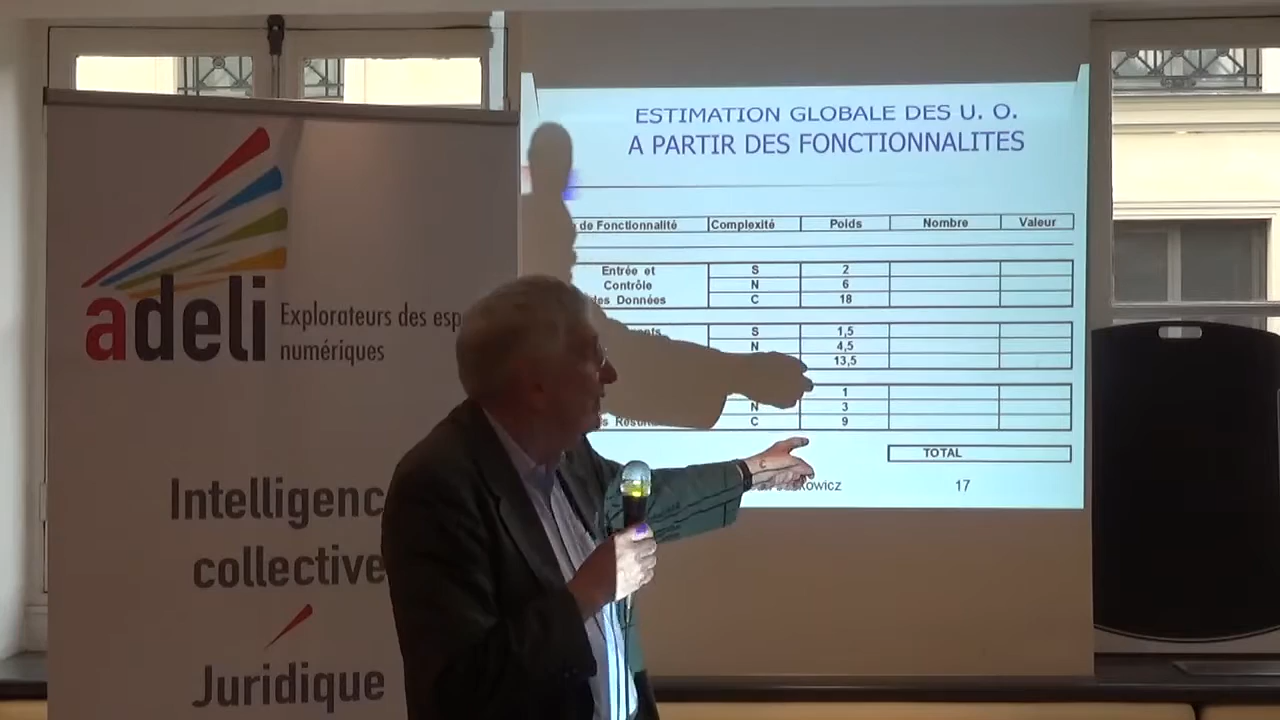 adeli
Explorateurs des
numériques
Intelligenc
collective
Juridique
ESTIMATION GLOBALE DES U. O.
A PARTIR DES FONCTIONNALITES
de Fonctionnalité Complexité Poids Nombre Valeur
Entrée et S 2
Contrôle N 6
des Données C 18
S 1,5
N 4,5
13,5
1
N 3
C 9
TOTAL
17